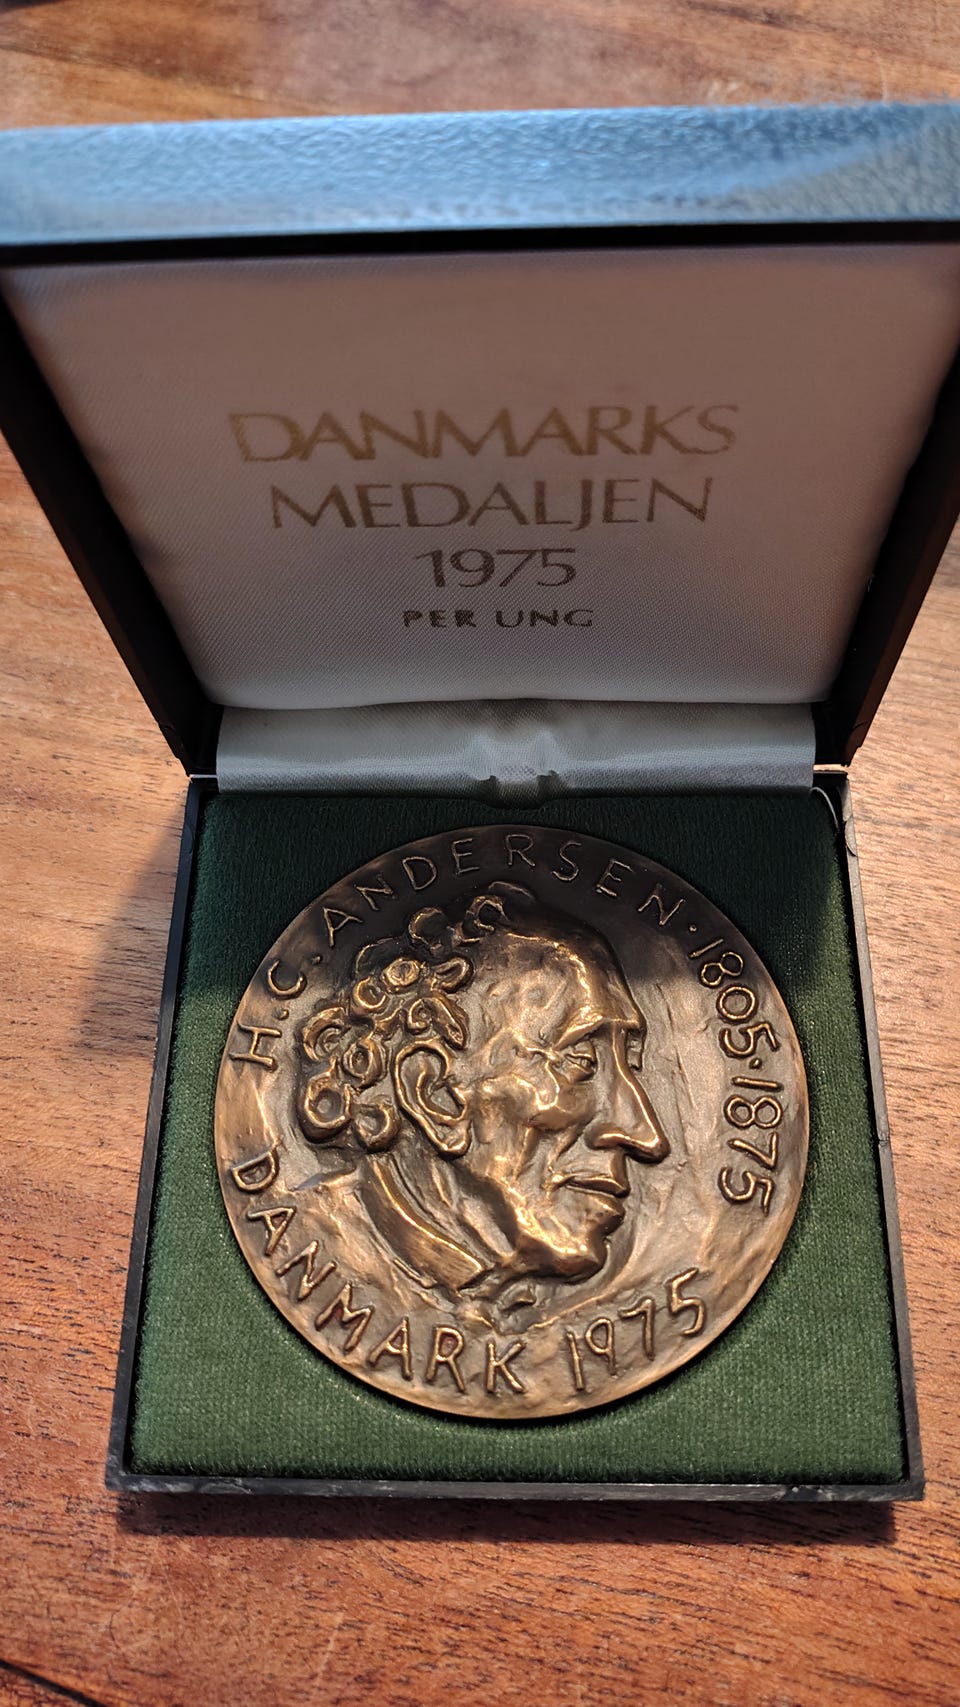 DANMARKS
MEDALJEN
1975
PER UNG
H.C. ANDERSEN · 1805 · 1875
DANMARK 1975